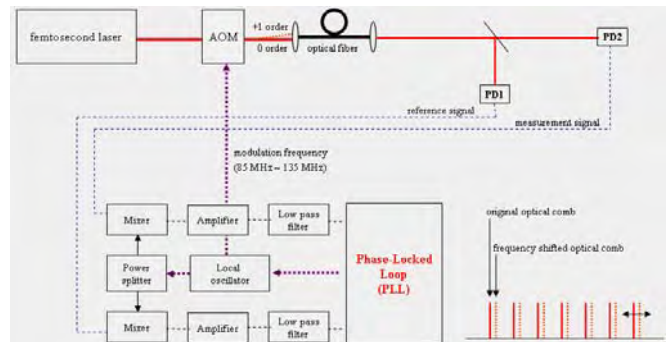 femtosecond laser
AOM
+1 order
0 order
optical fiber
PD2
PD1
reference signal
measurement signal
modulation frequency
(85 MHz ~ 135 MHz)
Mixer
Amplifier
Low pass
filter
original optical comb
frequency shifted optical comb
Power
splitter
Local
oscillator
Phase-Locked
Loop
(PLL)
Mixer
Amplifier
Low pass
filter